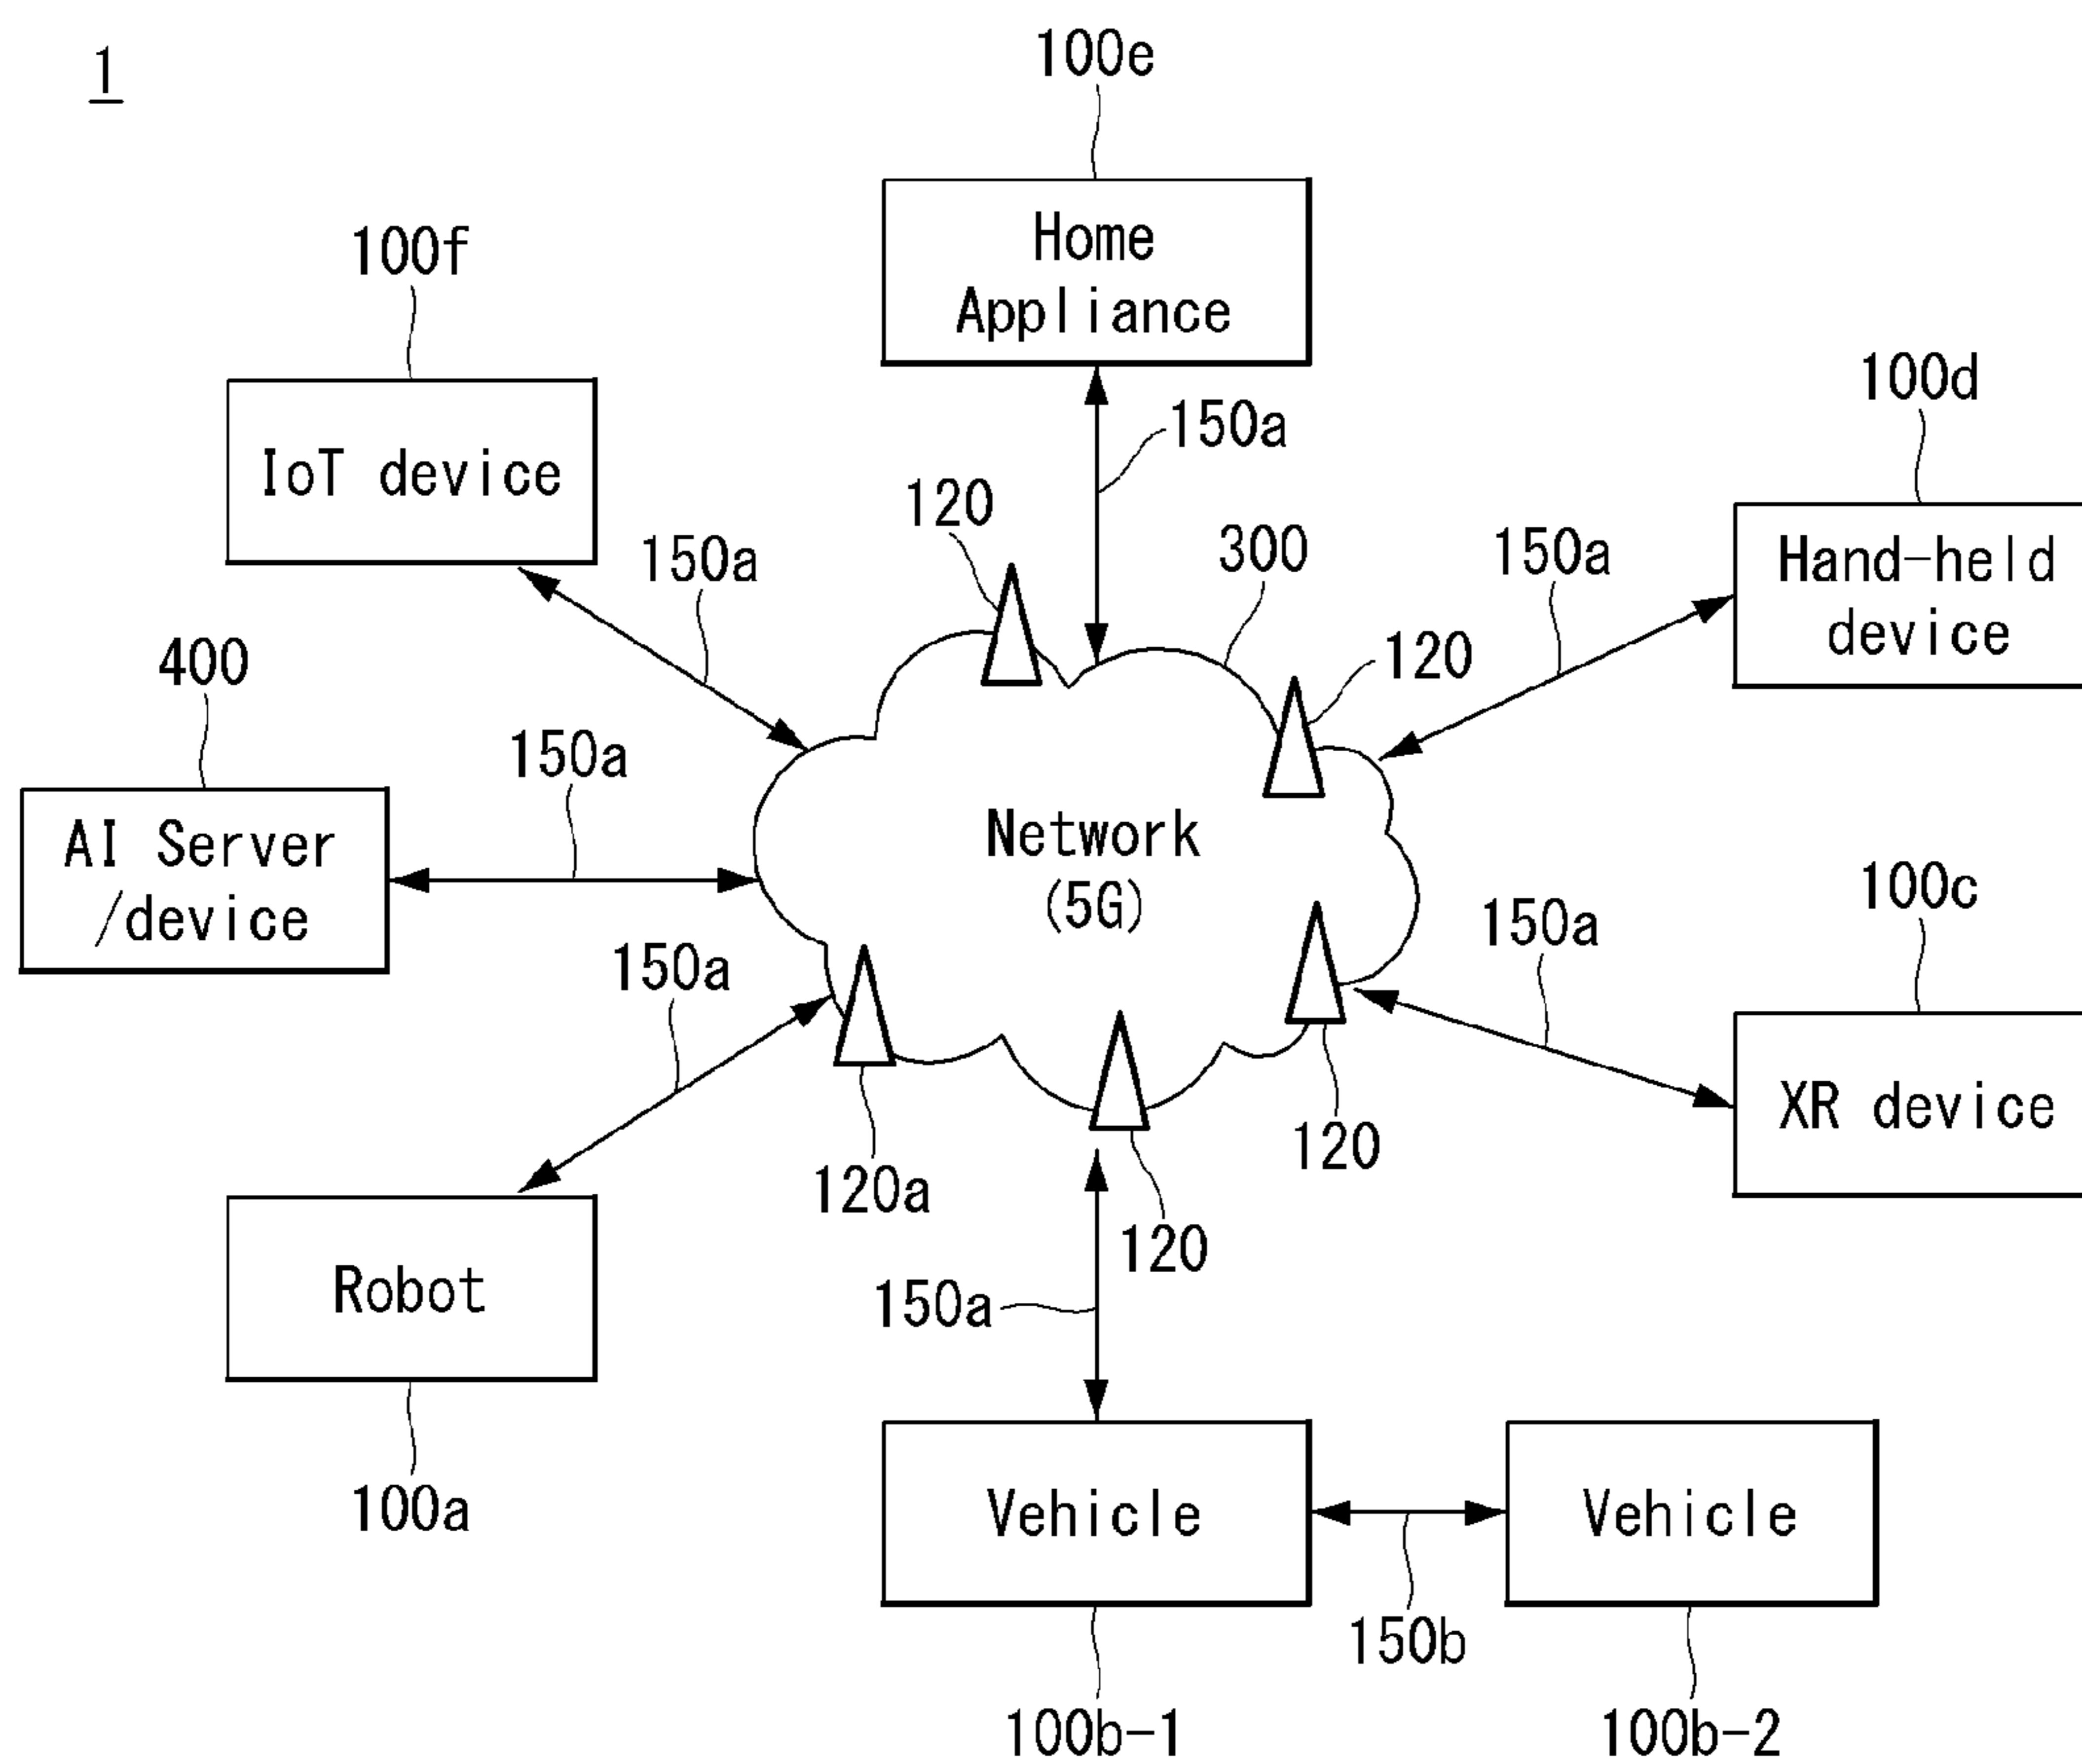 1
100e
Home
Appliance
100f
IoT device
150a
120
150a
300
150a
100d
Hand-held
device
120
400
AI Server
/device
150a
Network
(5G)
150a
100c
XR device
150a
120a
120
120
Robot
100a
150a
Vehicle
Vehicle
150b
100b-1
100b-2